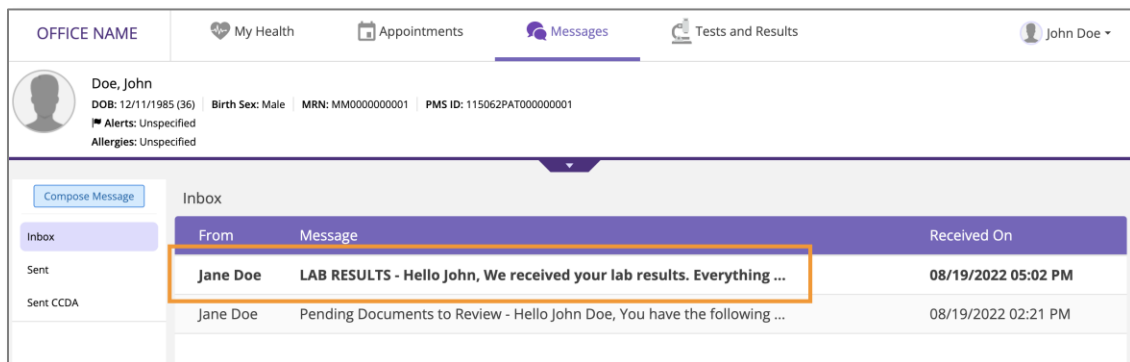 OFFICE NAME My Health Appointments Messages Tests and Results John Doe
Doe, John
DOB: 12/11/1985 (36) Birth Sex: Male MRN: MM0000000001 PMS ID: 115062PAT000000001
Alerts: Unspecified
Allergies: Unspecified
Compose Message
Inbox
Sent
Sent CCDA
Inbox
From Message Received On
Jane Doe LAB RESULTS - Hello John, We received your lab results. Everything ... 08/19/2022 05:02 PM
Jane Doe Pending Documents to Review - Hello John Doe, You have the following ... 08/19/2022 02:21 PM